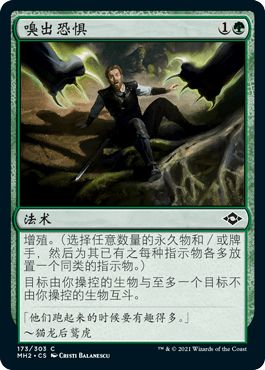 嗅出恐惧 1
法术
增殖。（选择任意数量的永久物和／或牌
手，然后为其已有之每种指示物各多放
置一个同类的指示物。）
目标由你操控的生物与至多一个目标不
由你操控的生物互斗。
「他们跑起来的时候要有趣得多。」
～猫龙后鸶虎
173/303 C
MH2 • CS CRISTI BALANESCU
™ & © 2021 Wizards of the Coast